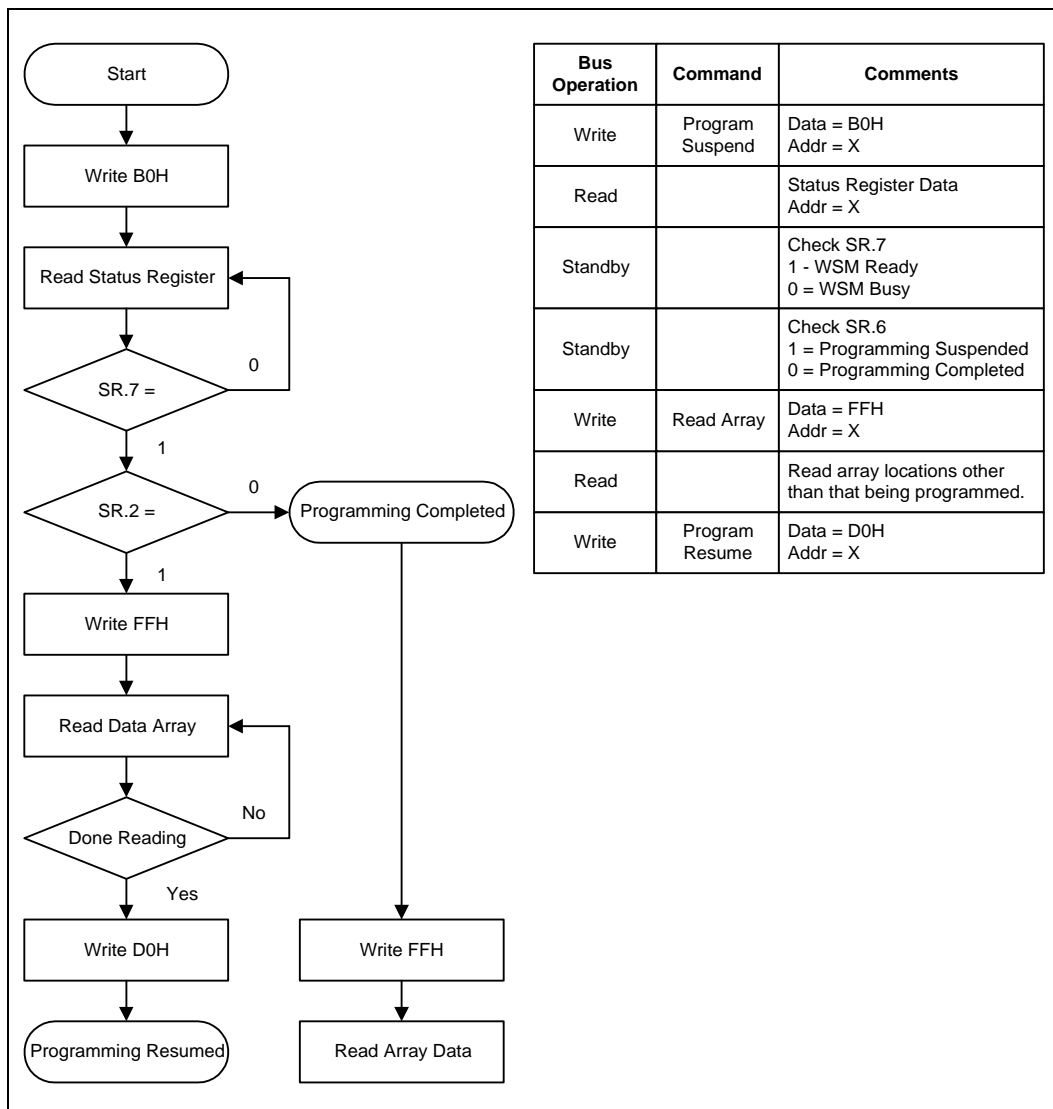 Start
Write B0H
Read Status Register
0
SR.7 =
1
0
SR.2 =
Programming Completed
1
Write FFH
Read Data Array
No
Done Reading
Yes
Write D0H
Write FFH
Programming Resumed
Read Array Data
Bus
Operation
Command
Comments
Write
Program
Suspend
Data = B0H
Addr = X
Read
Status Register Data
Addr = X
Standby
Check SR.7
1 - WSM Ready
0 = WSM Busy
Standby
Check SR.6
1 = Programming Suspended
0 = Programming Completed
Write
Read Array
Data = FFH
Addr = X
Read
Read array locations other
than that being programmed.
Write
Program
Resume
Data = D0H
Addr = X